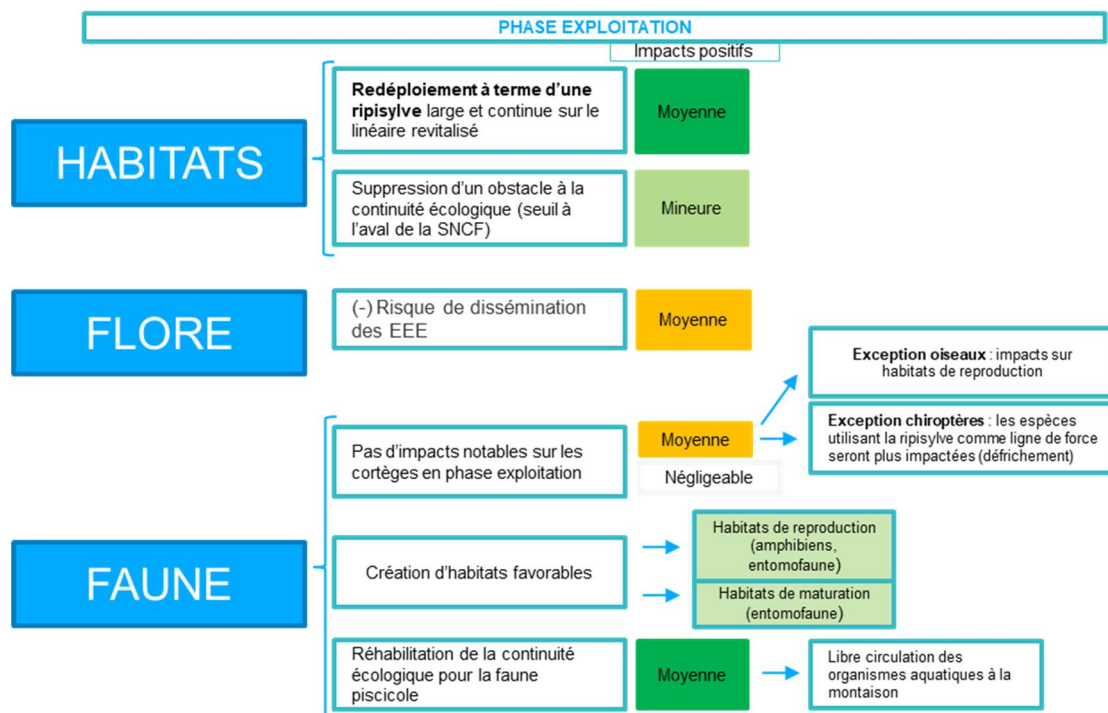 PHASE EXPLOITATION
Impacts positifs
HABITATS
Redéploiement à terme d’une
ripisylve large et continue sur le
linéaire revitalisé
Moyenne
Suppression d’un obstacle à la
continuité écologique (seuil à
l’aval de la SNCF)
Mineure
FLORE
(-) Risque de dissémination
des EEE
Moyenne
FAUNE
Pas d’impacts notables sur les
cortèges en phase exploitation
Moyenne
Négligeable
Exception oiseaux : impacts sur
habitats de reproduction
Exception chiroptères : les espèces
utilisant la ripisylve comme ligne de force
seront plus impactées (défrichement)
Création d’habitats favorables
Habitats de reproduction
(amphibiens,
entomofaune)
Habitats de maturation
(entomofaune)
Réhabilitation de la continuité
écologique pour la faune
piscicole
Moyenne
Libre circulation des
organismes aquatiques à la
montaison